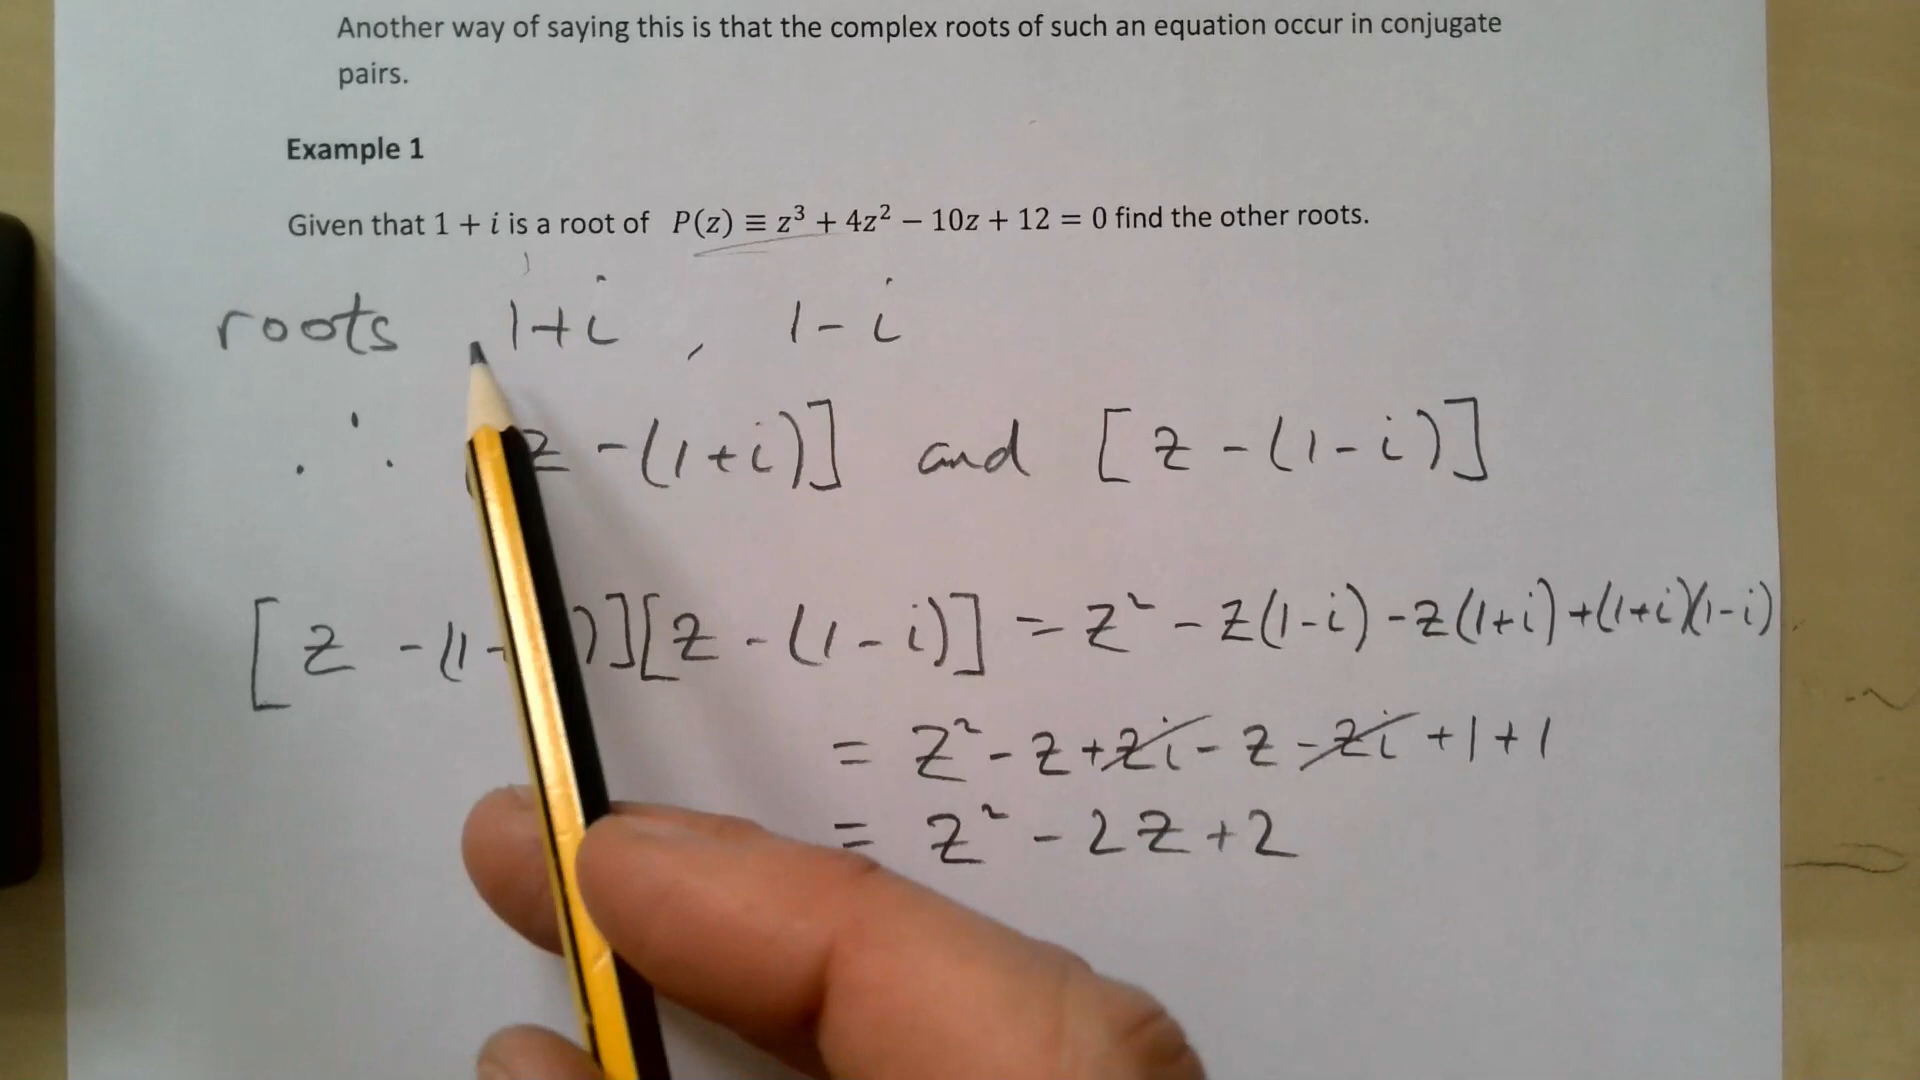 Another way of saying this is that the complex roots of such an equation occur in conjugate
pairs.
Example 1
Given that 1 + i is a root of P(z) ≡ z³ + 4z² − 10z + 12 = 0 find the other roots.
roots 1+i , 1-i
∴ z -(1+i)] and [z -(1-i)]
[z -(1- )][z -(1-i)] = z² - z(1-i) -z(1+i) +(1+i)(1-i)
= z² - z + zi - z - zi + 1 + 1
= z² - 2z + 2